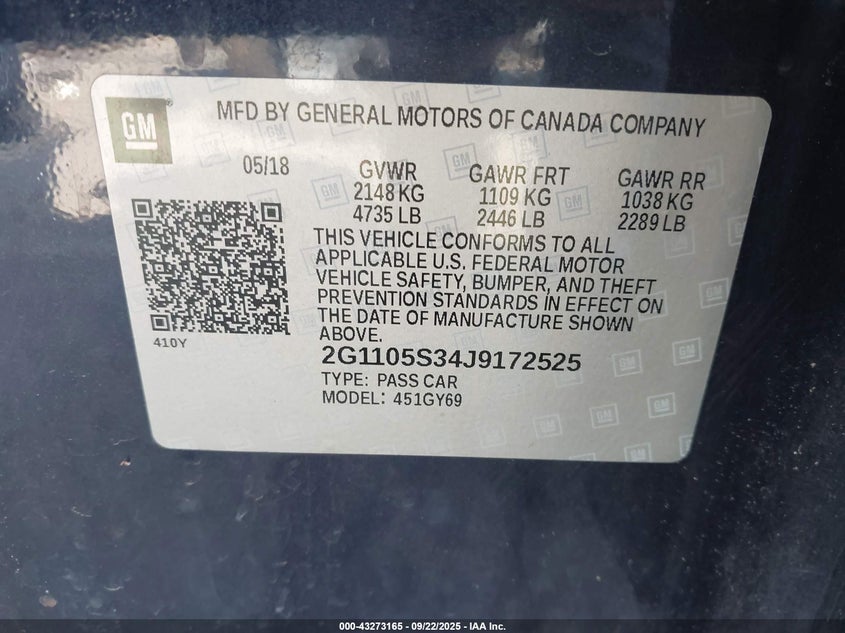 GM
MFD BY GENERAL MOTORS OF CANADA COMPANY
05/18
GVWR
2148 KG
4735 LB
GAWR FRT
1109 KG
2446 LB
GAWR RR
1038 KG
2289 LB
THIS VEHICLE CONFORMS TO ALL
APPLICABLE U.S. FEDERAL MOTOR
VEHICLE SAFETY, BUMPER, AND THEFT
PREVENTION STANDARDS IN EFFECT ON
THE DATE OF MANUFACTURE SHOWN
ABOVE.
410Y
2G1105S34J9172525
TYPE: PASS CAR
MODEL: 451GY69
000-43273165 - 09/22/2025 - IAA Inc.